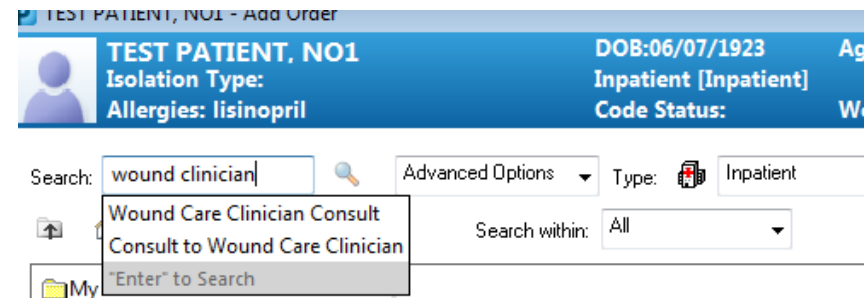 TEST PATIENT, NO1 - Add Order
TEST PATIENT, NO1 DOB:06/07/1923
Isolation Type: Inpatient [Inpatient]
Allergies: lisinopril Code Status:
Search: wound clinician Advanced Options Type: Inpatient
Wound Care Clinician Consult
Consult to Wound Care Clinician Search within: All
"Enter" to Search
My